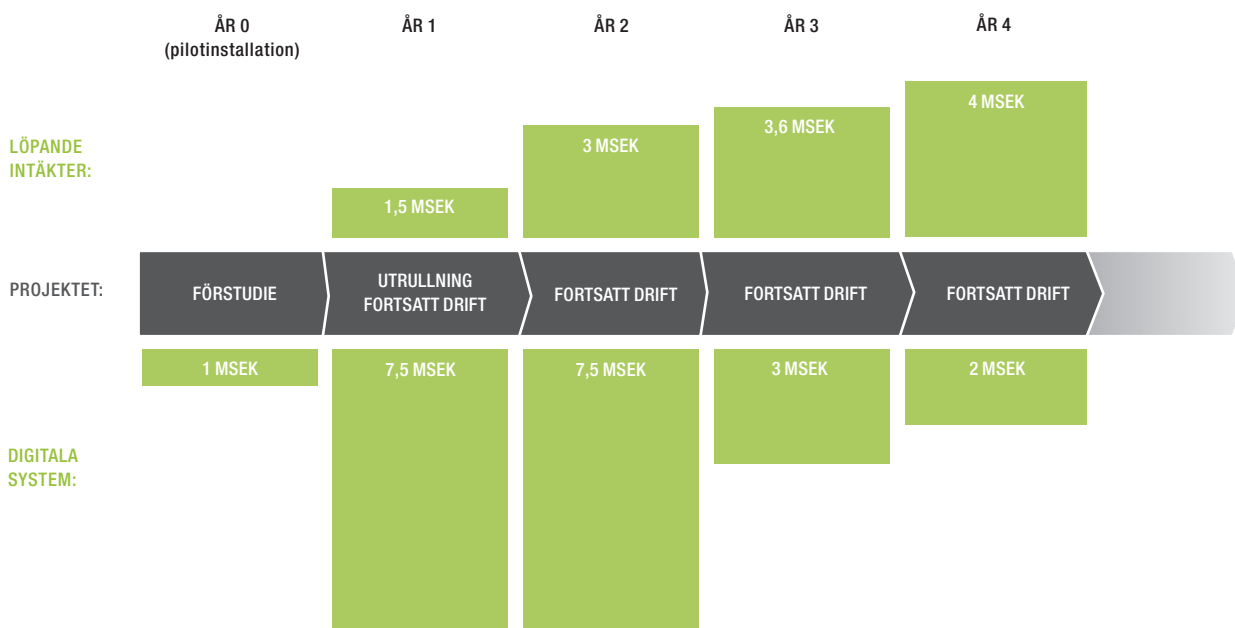 ÅR 0
(pilotinstallation)
ÅR 1
ÅR 2
ÅR 3
ÅR 4
LÖPANDE
INTÄKTER:
1,5 MSEK
3 MSEK
3,6 MSEK
4 MSEK
PROJEKTET:
FÖRSTUDIE
UTRULLNING
FORTSATT DRIFT
FORTSATT DRIFT
FORTSATT DRIFT
FORTSATT DRIFT
DIGITALA
SYSTEM:
1 MSEK
7,5 MSEK
7,5 MSEK
3 MSEK
2 MSEK